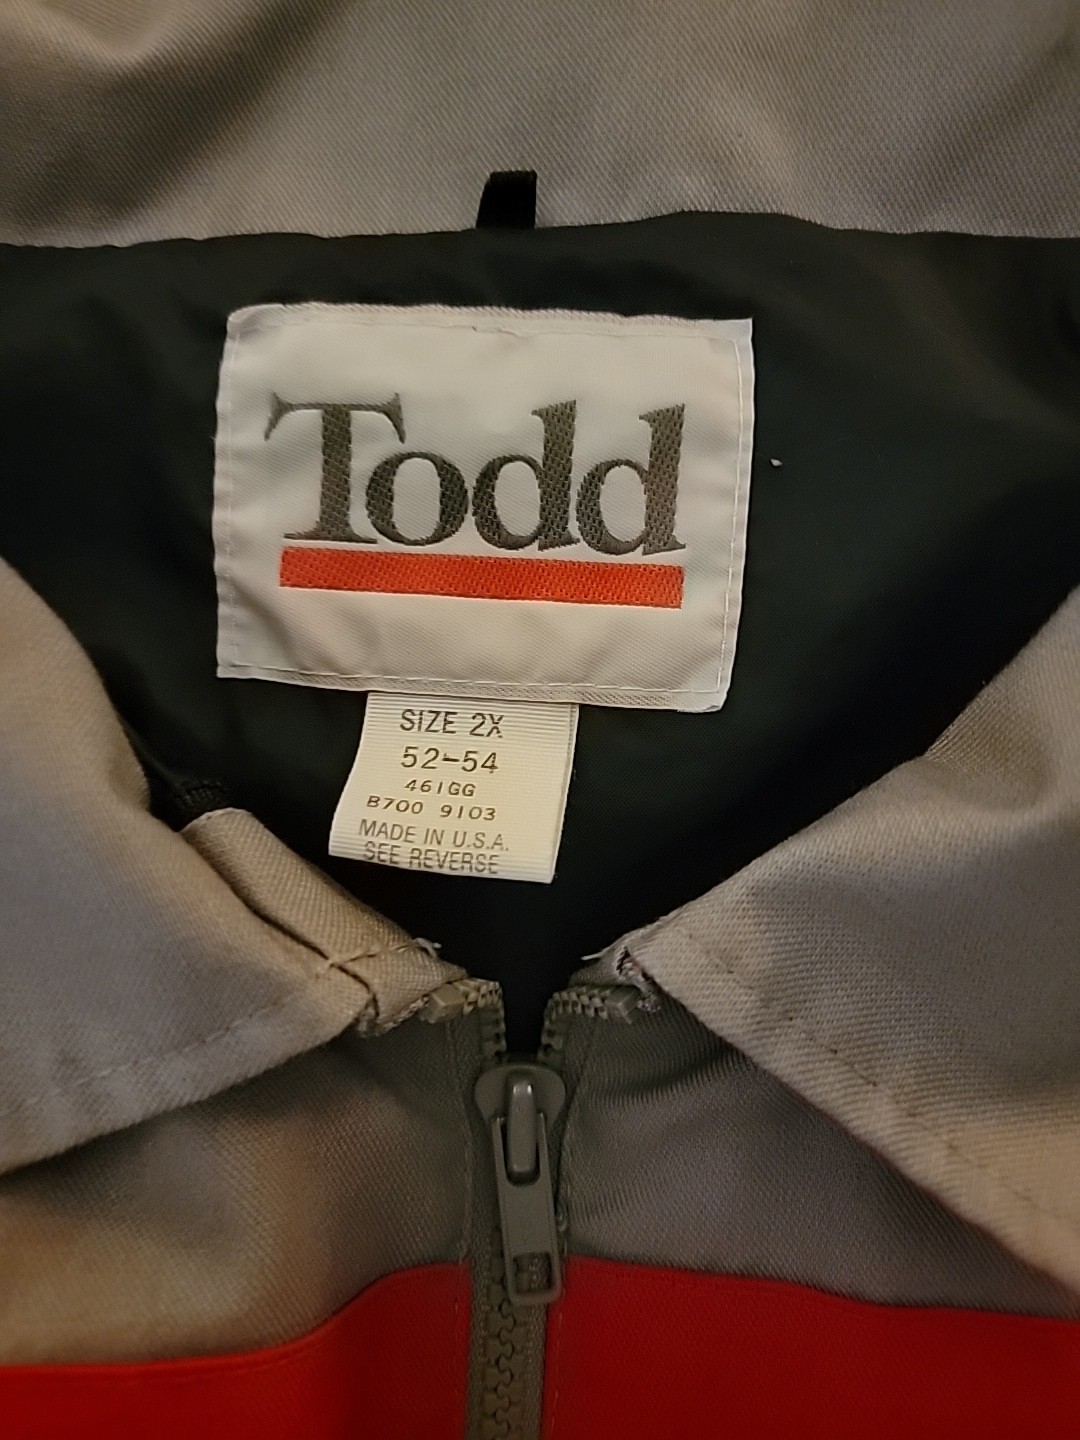 Todd
SIZE 2X
52-54
461GG
B700 9103
MADE IN U.S.A.
SEE REVERSE